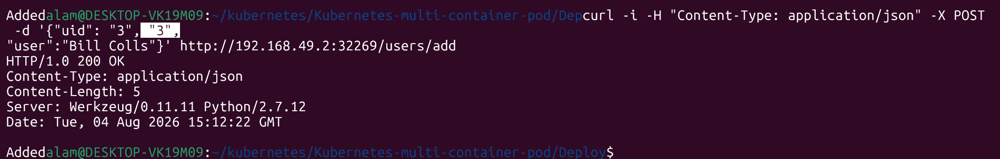 Addedalam@DESKTOP-VK19M09:~/kubernetes/Kubernetes-multi-container-pod/Depcurl -i -H "Content-Type: application/json" -X POST
-d '{"uid": "3", "3",
"user":"Bill Colls"}' http://192.168.49.2:32269/users/add
HTTP/1.0 200 OK
Content-Type: application/json
Content-Length: 5
Server: Werkzeug/0.11.11 Python/2.7.12
Date: Tue, 04 Aug 2026 15:12:22 GMT
Addedalam@DESKTOP-VK19M09:~/kubernetes/Kubernetes-multi-container-pod/Deploy$